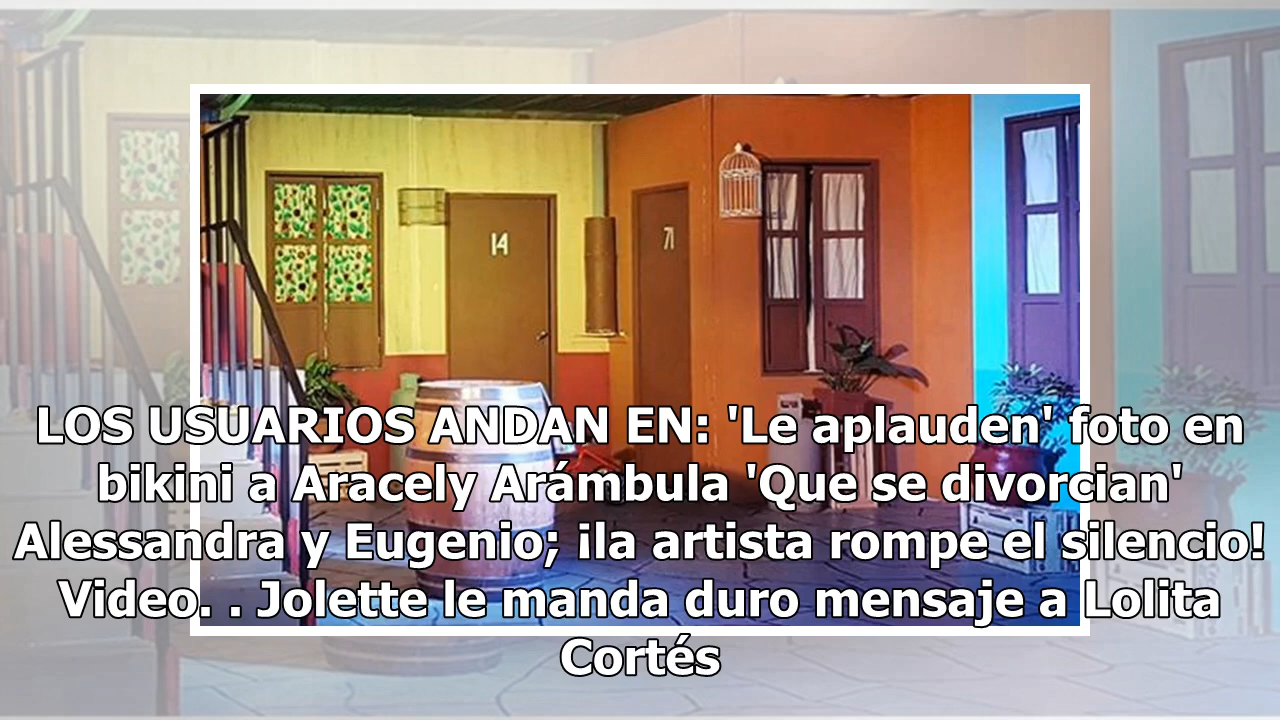 14
71
LOS USUARIOS ANDAN EN: 'Le aplauden' foto en
bikini a Aracely Arámbula 'Que se divorcian'
Alessandra y Eugenio; ¡la artista rompe el silencio!
Video. . Jolette le manda duro mensaje a Lolita
Cortés